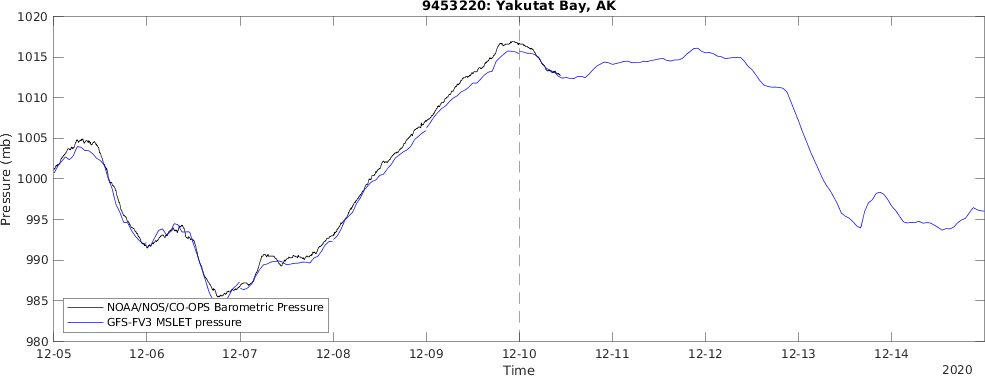 9453220: Yakutat Bay, AK
Pressure (mb)
1020
1015
1010
1005
1000
995
990
985
980
NOAA/NOS/CO-OPS Barometric Pressure
GFS-FV3 MSLET pressure
12-05 12-06 12-07 12-08 12-09 12-10 12-11 12-12 12-13 12-14
Time
2020